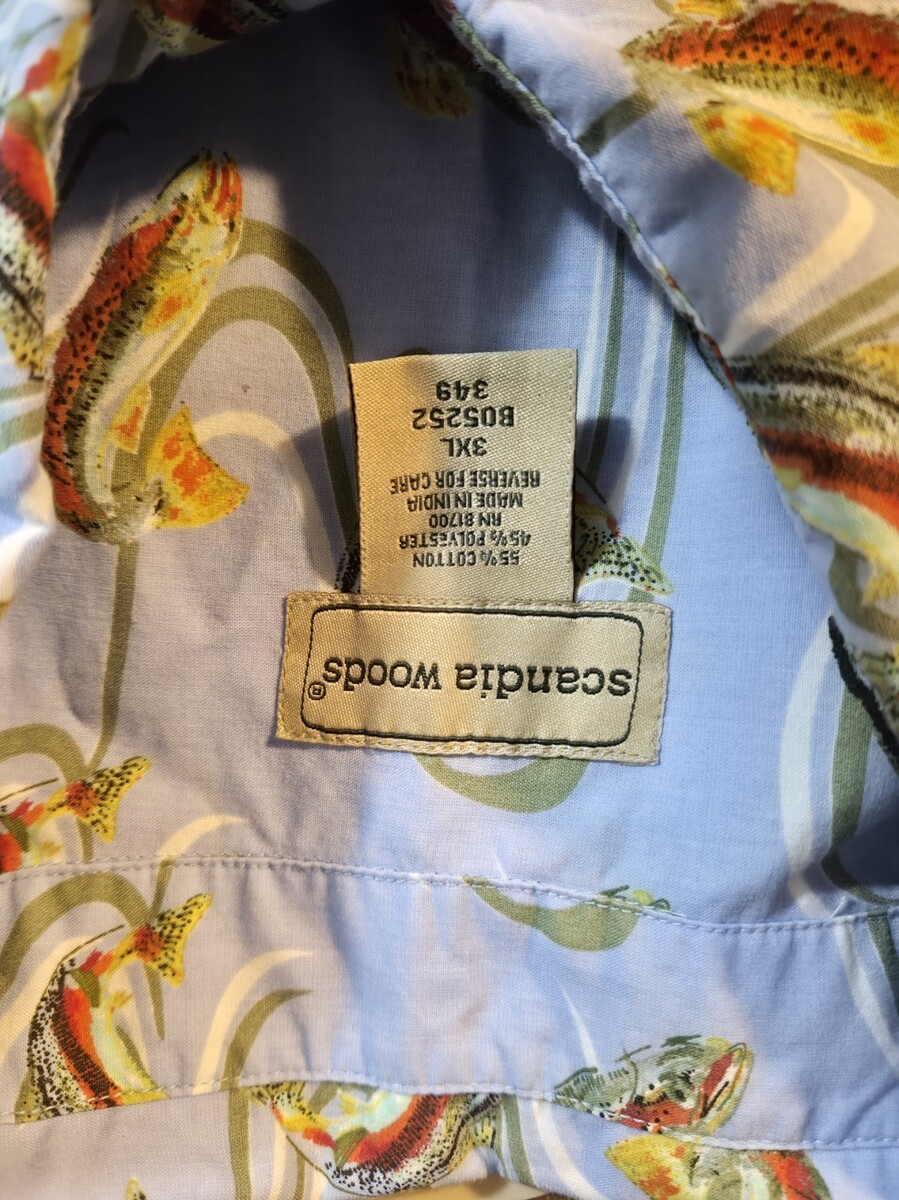 scandia woods®
55% COTTON
45% POLYESTER
RN 81700
MADE IN INDIA
REVERSE FOR CARE
3XL
B05252
349